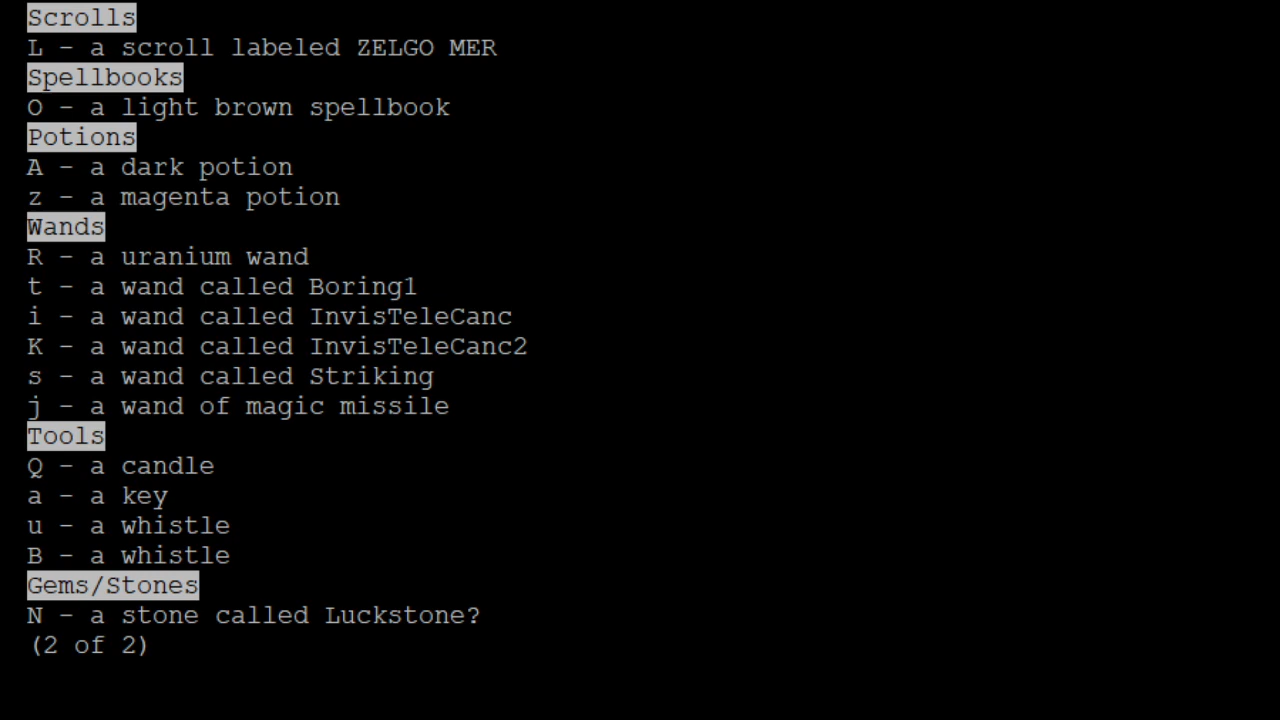 Scrolls
L - a scroll labeled ZELGO MER
Spellbooks
O - a light brown spellbook
Potions
A - a dark potion
z - a magenta potion
Wands
R - a uranium wand
t - a wand called Boring1
i - a wand called InvisTeleCanc
K - a wand called InvisTeleCanc2
s - a wand called Striking
j - a wand of magic missile
Tools
Q - a candle
a - a key
u - a whistle
B - a whistle
Gems/Stones
N - a stone called Luckstone?
(2 of 2)